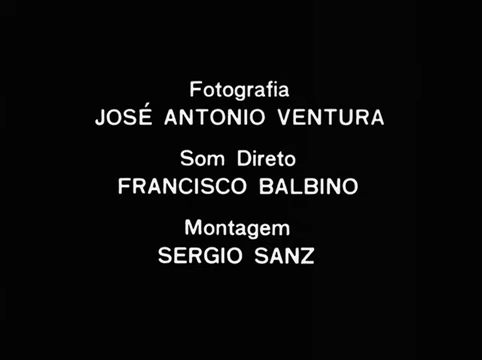 Fotografia
JOSÉ ANTONIO VENTURA
Som Direto
FRANCISCO BALBINO
Montagem
SERGIO SANZ